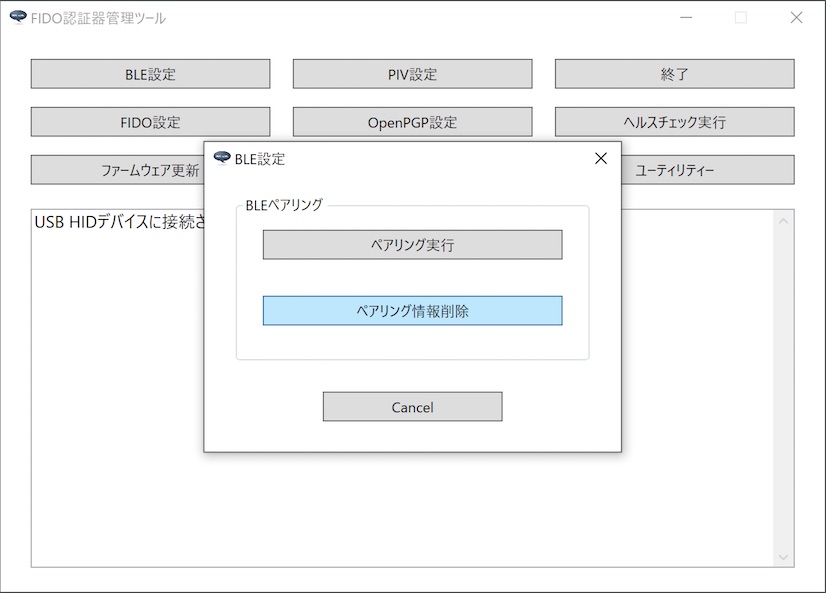 FIDO認証器管理ツール
BLE設定
PIV設定
終了
FIDO設定
OpenPGP設定
ヘルスチェック実行
ファームウェア更新
ユーティリティー
USB HIDデバイスに接続さ
BLE設定
BLEペアリング
ペアリング実行
ペアリング情報削除
Cancel